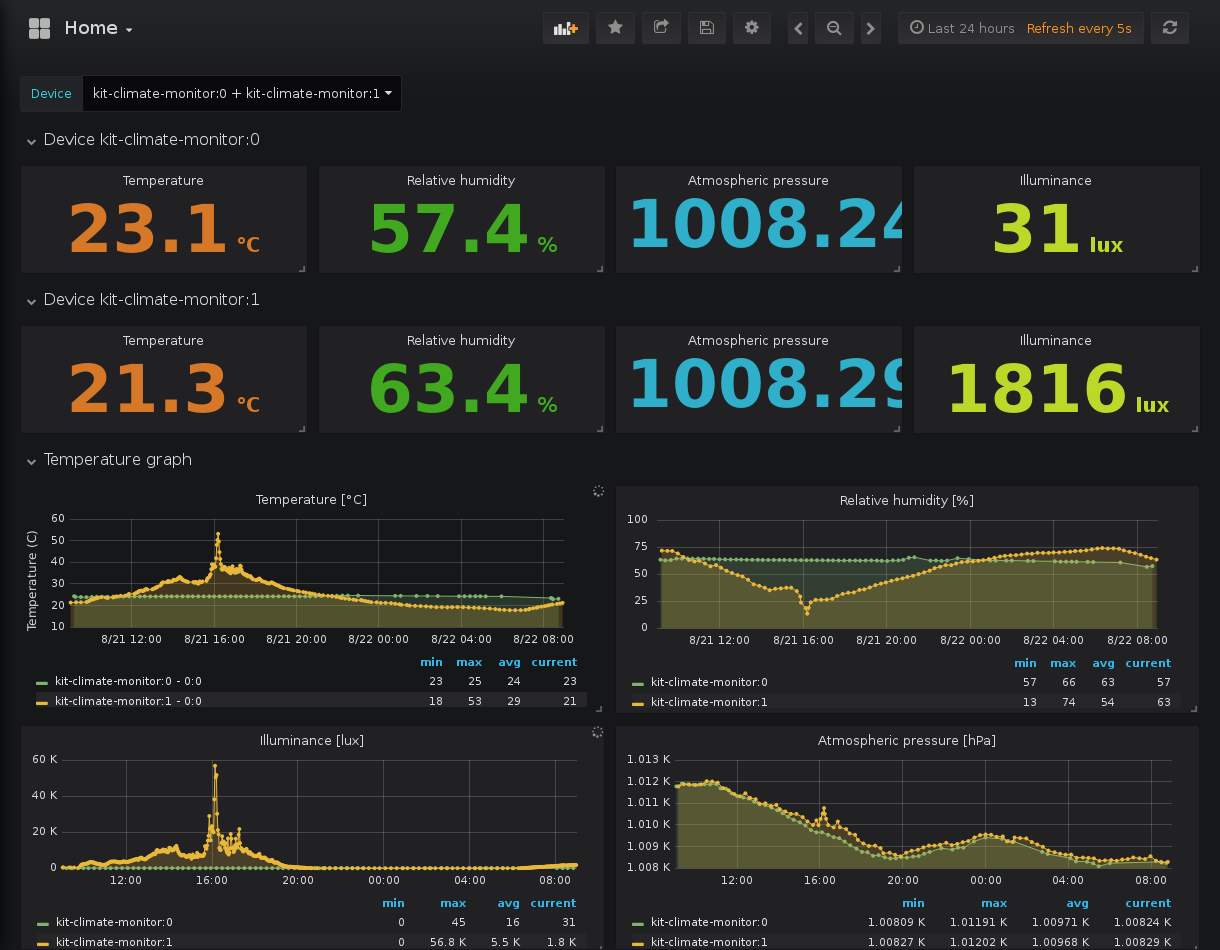 Home
Last 24 hours Refresh every 5s
Device kit-climate-monitor:0 + kit-climate-monitor:1
Device kit-climate-monitor:0
Temperature Relative humidity Atmospheric pressure Illuminance
23.1 °C 57.4 % 1008.24 31 lux
Device kit-climate-monitor:1
Temperature Relative humidity Atmospheric pressure Illuminance
21.3 °C 63.4 % 1008.29 1816 lux
Temperature graph
Temperature [°C]
Temperature (C)
60
50
40
30
20
10
8/21 12:00 8/21 16:00 8/21 20:00 8/22 00:00 8/22 04:00 8/22 08:00
min max avg current
kit-climate-monitor:0 - 0:0 23 25 24 23
kit-climate-monitor:1 - 0:0 18 53 29 21
Relative humidity [%]
100
75
50
25
0
8/21 12:00 8/21 16:00 8/21 20:00 8/22 00:00 8/22 04:00 8/22 08:00
min max avg current
kit-climate-monitor:0 57 66 63 57
kit-climate-monitor:1 13 74 54 63
Illuminance [lux]
60 K
40 K
20 K
0
12:00 16:00 20:00 00:00 04:00 08:00
min max avg current
kit-climate-monitor:0 0 45 16 31
kit-climate-monitor:1 0 56.8 K 5.5 K 1.8 K
Atmospheric pressure [hPa]
1.013 K
1.012 K
1.011 K
1.010 K
1.009 K
1.008 K
12:00 16:00 20:00 00:00 04:00 08:00
min max avg current
kit-climate-monitor:0 1.00809 K 1.01191 K 1.00971 K 1.00824 K
kit-climate-monitor:1 1.00827 K 1.01202 K 1.00968 K 1.00829 K